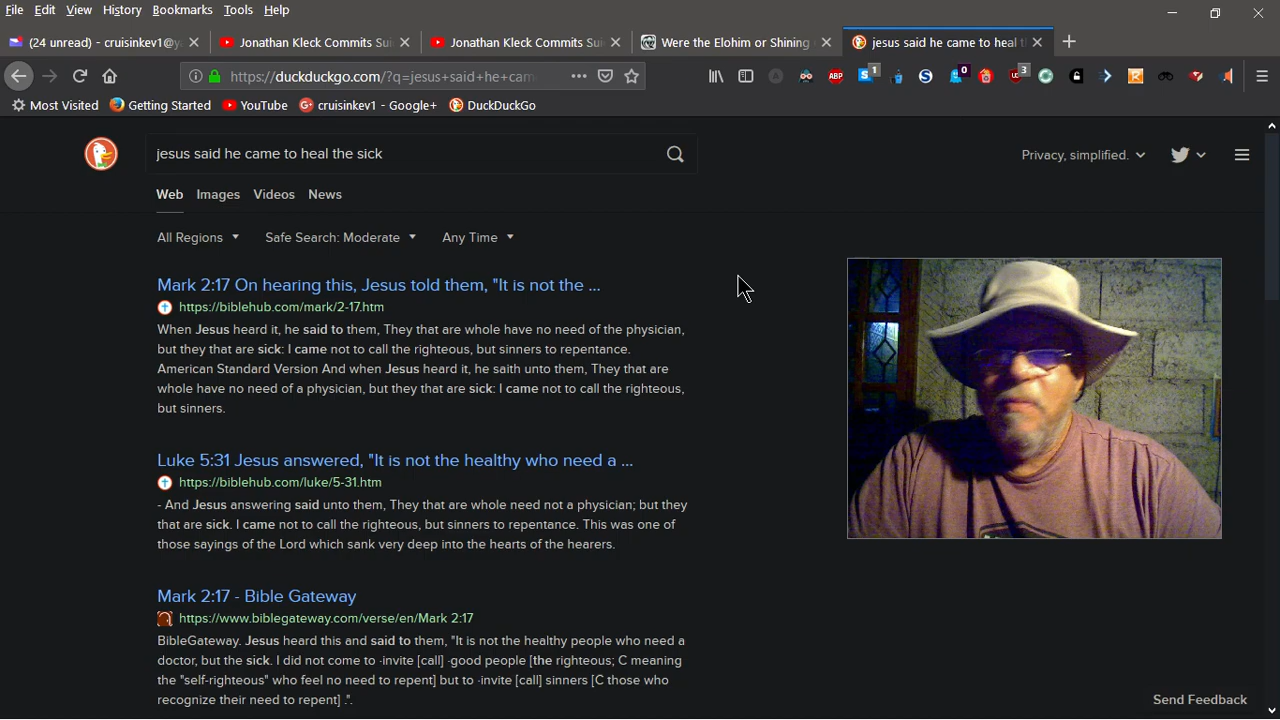 File Edit View History Bookmarks Tools Help
(24 unread) - cruisinkev1@y
Jonathan Kleck Commits Sui
Jonathan Kleck Commits Sui
Were the Elohim or Shining
jesus said he came to heal t
https://duckduckgo.com/?q=jesus+said+he+cam
ABP
1
0
3
Most Visited Getting Started YouTube cruisinkev1 - Google+ DuckDuckGo
jesus said he came to heal the sick
Privacy, simplified.
Web Images Videos News
All Regions Safe Search: Moderate Any Time
Mark 2:17 On hearing this, Jesus told them, "It is not the ...
https://biblehub.com/mark/2-17.htm
When Jesus heard it, he said to them, They that are whole have no need of the physician,
but they that are sick: I came not to call the righteous, but sinners to repentance.
American Standard Version And when Jesus heard it, he saith unto them, They that are
whole have no need of a physician, but they that are sick: I came not to call the righteous,
but sinners.
Luke 5:31 Jesus answered, "It is not the healthy who need a ...
https://biblehub.com/luke/5-31.htm
- And Jesus answering said unto them, They that are whole need not a physician; but they
that are sick. I came not to call the righteous, but sinners to repentance. This was one of
those sayings of the Lord which sank very deep into the hearts of the hearers.
Mark 2:17 - Bible Gateway
https://www.biblegateway.com/verse/en/Mark 2:17
BibleGateway. Jesus heard this and said to them, "It is not the healthy people who need a
doctor, but the sick. I did not come to ·invite [call] ·good people [the righteous; C meaning
the "self-righteous" who feel no need to repent] but to ·invite [call] sinners [C those who
recognize their need to repent] .".
Send Feedback